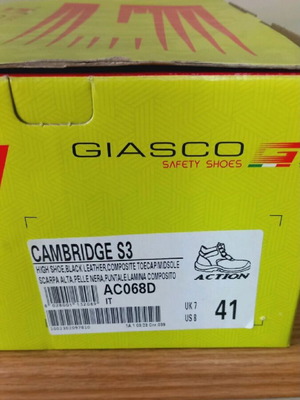 GIASCO
SAFETY SHOES
CAMBRIDGE S3
HIGH SHOE,BLACK LEATHER,COMPOSITE TOECAP/MIDSOLE
SCARPA ALTA,PELLE NERA,PUNTALE,LAMINA COMPOSITO
ACTION
AC068D
IT
UK 7
US 8
41